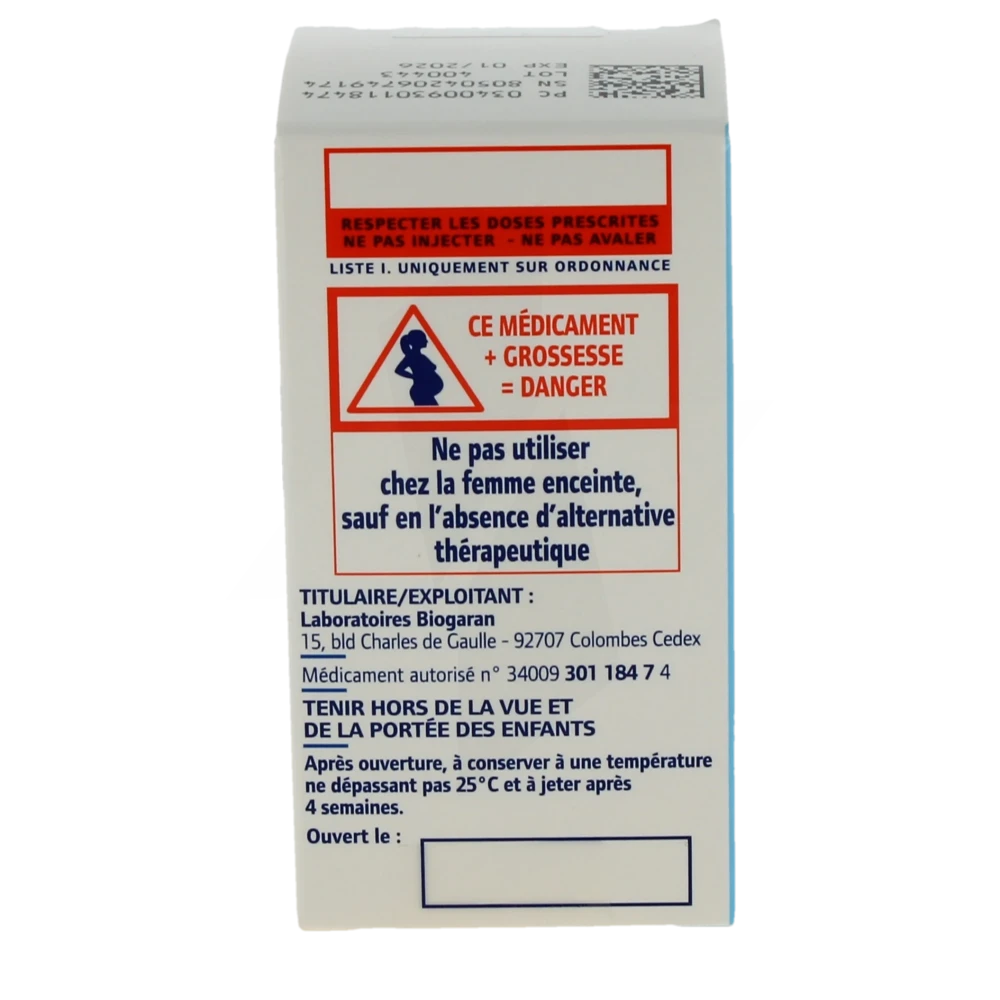 PC 03400930118474
SN 80504206749174
LOT 400443
EXP 01/2026
RESPECTER LES DOSES PRESCRITES
NE PAS INJECTER - NE PAS AVALER
LISTE I. UNIQUEMENT SUR ORDONNANCE
CE MÉDICAMENT
+ GROSSESSE
= DANGER
Ne pas utiliser
chez la femme enceinte,
sauf en l'absence d'alternative
thérapeutique
TITULAIRE/EXPLOITANT :
Laboratoires Biogaran
15, bld Charles de Gaulle - 92707 Colombes Cedex
Médicament autorisé n° 34009 301 184 7 4
TENIR HORS DE LA VUE ET
DE LA PORTÉE DES ENFANTS
Après ouverture, à conserver à une température
ne dépassant pas 25°C et à jeter après
4 semaines.
Ouvert le :